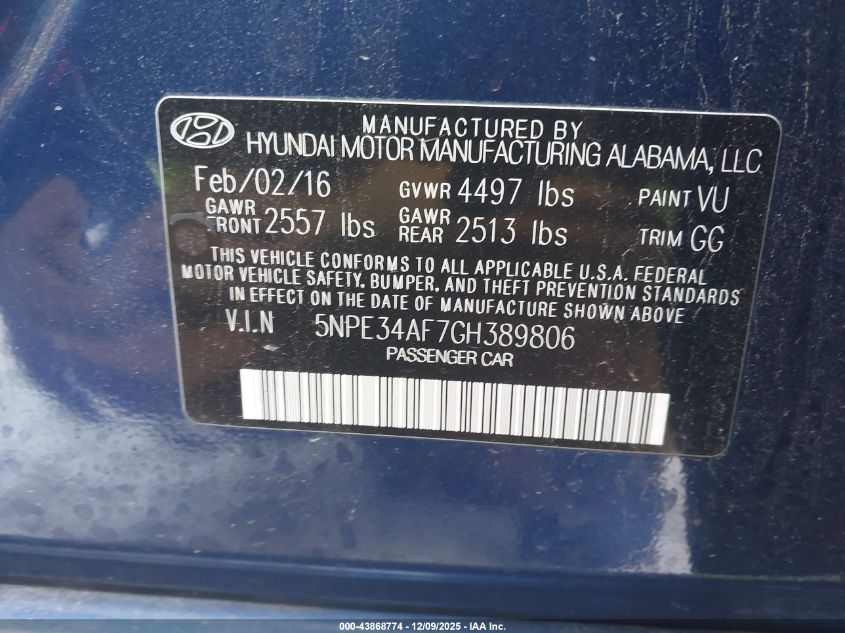 MANUFACTURED BY
HYUNDAI MOTOR MANUFACTURING ALABAMA, LLC
Feb/02/16 GVWR 4497 lbs PAINT VU
GAWR FRONT 2557 lbs GAWR REAR 2513 lbs TRIM GG
THIS VEHICLE CONFORMS TO ALL APPLICABLE U.S.A. FEDERAL
MOTOR VEHICLE SAFETY, BUMPER, AND THEFT PREVENTION STANDARDS
IN EFFECT ON THE DATE OF MANUFACTURE SHOWN ABOVE
V.I.N 5NPE34AF7GH389806
PASSENGER CAR
000-43868774 - 12/09/2025 - IAA Inc.